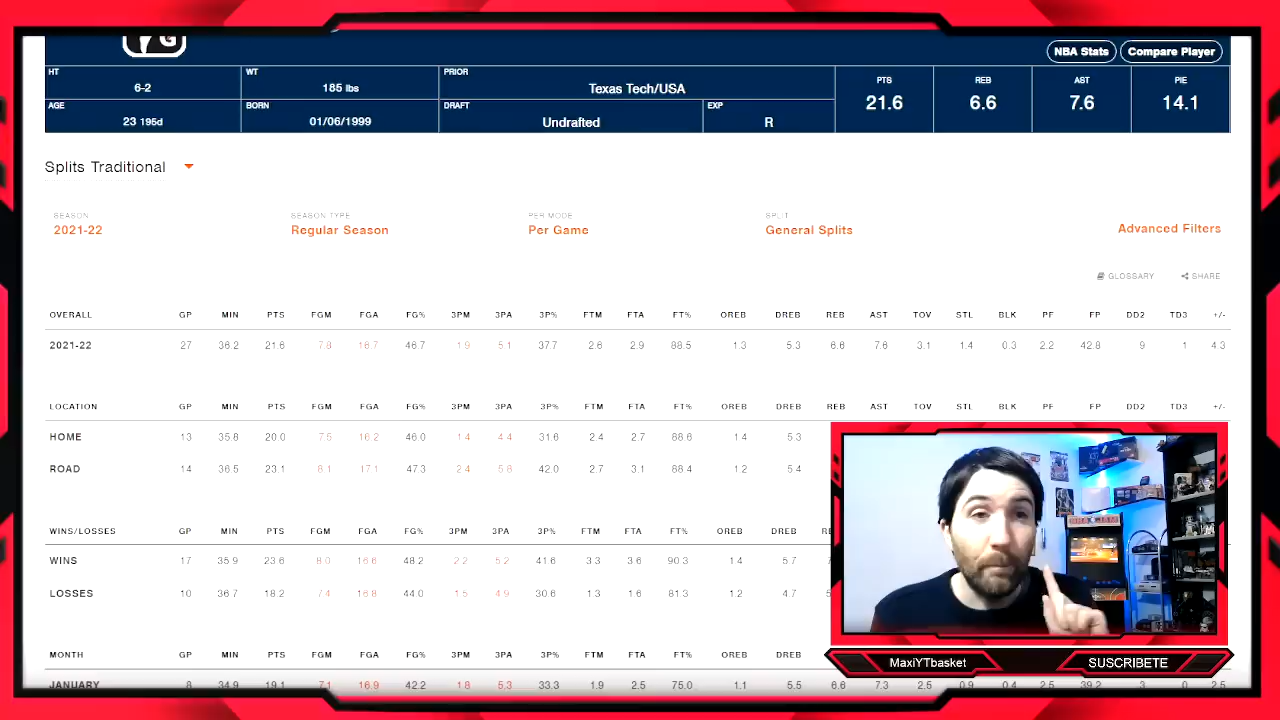 G
NBA Stats Compare Player
HT 6-2 WT 185 lbs PRIOR Texas Tech/USA PTS 21.6 REB 6.6 AST 7.6 PIE 14.1
AGE 23 195d BORN 01/06/1999 DRAFT Undrafted EXP R
Splits Traditional
SEASON SEASON TYPE PER MODE SPLIT
2021-22 Regular Season Per Game General Splits Advanced Filters
GLOSSARY SHARE
OVERALL GP MIN PTS FGM FGA FG% 3PM 3PA 3P% FTM FTA FT% OREB DREB REB AST TOV STL BLK PF FP DD2 TD3 +/-
2021-22 27 36.2 21.6 7.8 16.7 46.7 1.9 5.1 37.7 2.6 2.9 88.5 1.3 5.3 6.6 7.6 3.1 1.4 0.3 2.2 42.8 9 1 4.3
LOCATION GP MIN PTS FGM FGA FG% 3PM 3PA 3P% FTM FTA FT% OREB DREB REB AST TOV STL BLK PF FP DD2 TD3 +/-
HOME 13 35.8 20.0 7.5 16.2 46.0 1.4 4.4 31.6 2.4 2.7 88.6 1.4 5.3
ROAD 14 36.5 23.1 8.1 17.1 47.3 2.4 5.8 42.0 2.7 3.1 88.4 1.2 5.4
WINS/LOSSES GP MIN PTS FGM FGA FG% 3PM 3PA 3P% FTM FTA FT% OREB DREB
WINS 17 35.9 23.6 8.0 16.6 48.2 2.2 5.2 41.6 3.3 3.6 90.3 1.4 5.7
LOSSES 10 36.7 18.2 7.4 16.8 44.0 1.5 4.9 30.6 1.3 1.6 81.3 1.2 4.7
MONTH GP MIN PTS FGM FGA FG% 3PM 3PA 3P% FTM FTA FT% OREB DREB
MaxiYTbasket SUSCRIBETE
JANUARY 8 34.9 19.1 7.1 16.9 42.2 1.8 5.3 33.3 1.9 2.5 75.0 1.1 5.5 6.6 7.3 2.5 0.9 0.4 2.5 39.2 3 0 2.5